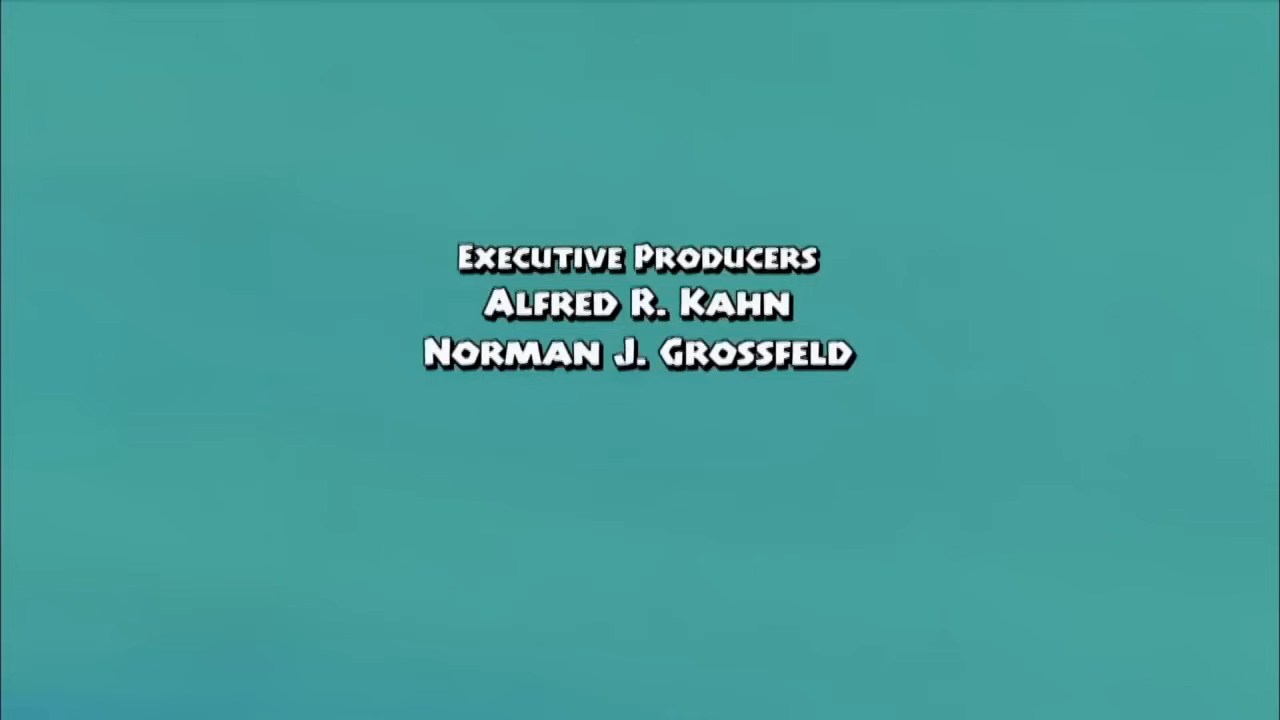 Executive Producers
Alfred R. Kahn
Norman J. Grossfeld